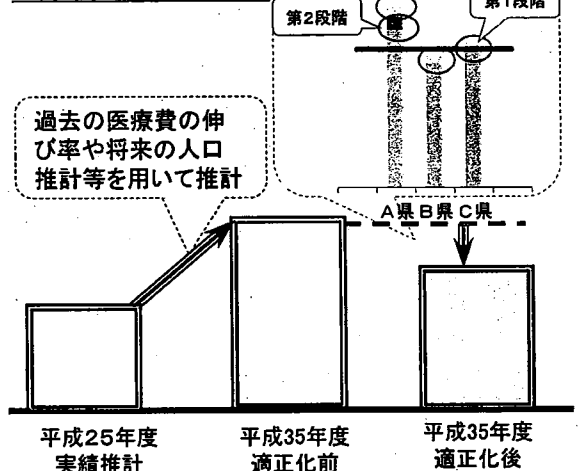 第2段階
第1段階
過去の医療費の伸
び率や将来の人口
推計等を用いて推計
A県 B県 C県
平成25年度
実績推計
平成35年度
適正化前
平成35年度
適正化後